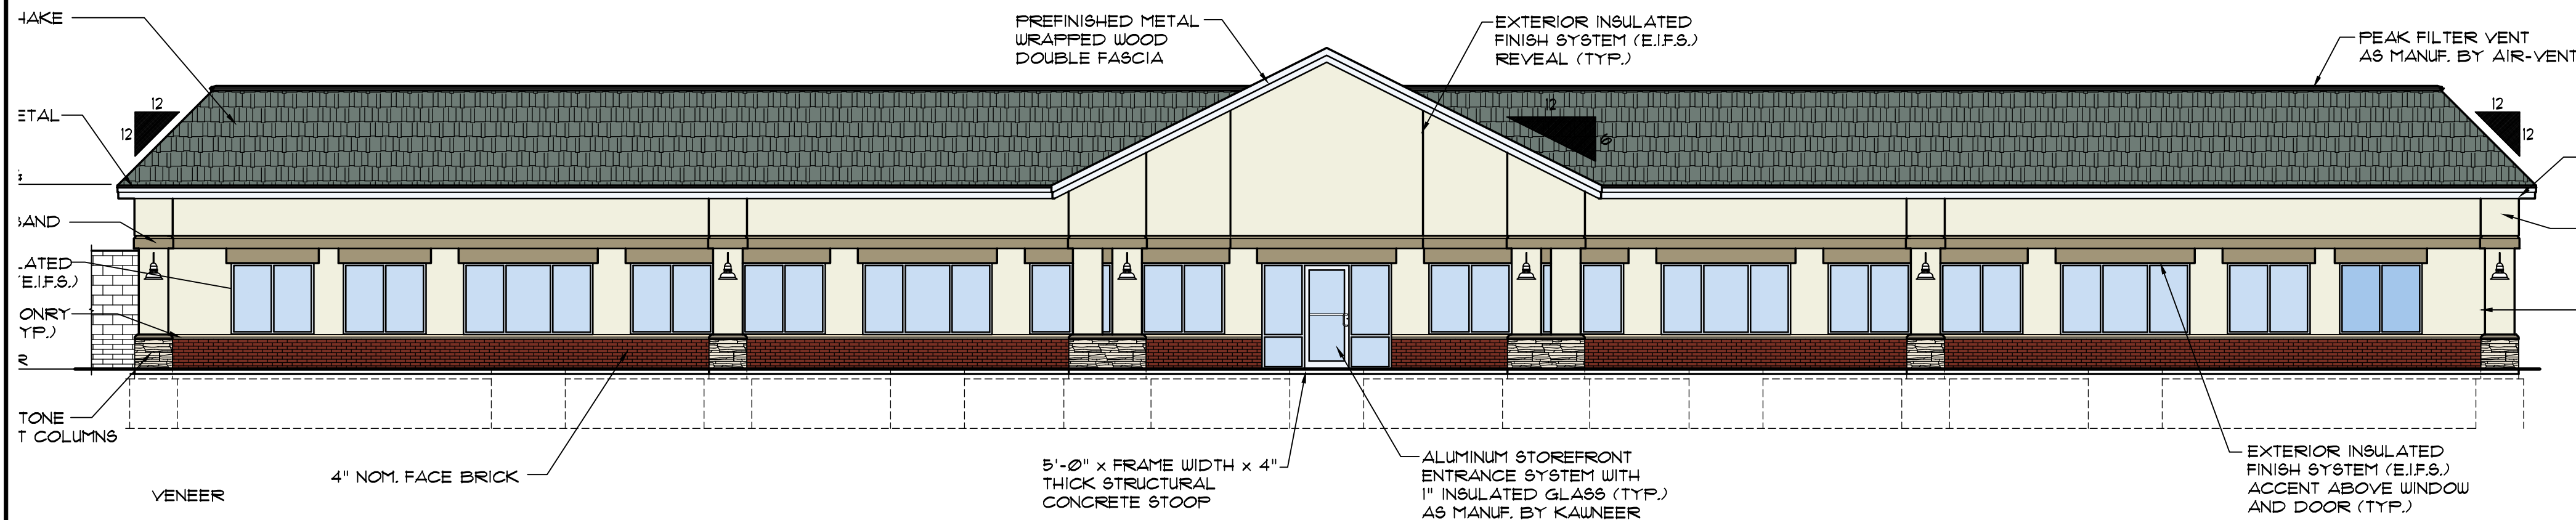 HAKE
PREFINISHED METAL
WRAPPED WOOD
DOUBLE FASCIA
EXTERIOR INSULATED
FINISH SYSTEM (E.I.F.S.)
REVEAL (TYP.)
PEAK FILTER VENT
AS MANUF. BY AIR-VENT
12
12
ETAL
12
6
12
12
BAND
LATED
(E.I.F.S.)
ONRY
YP.)
R
TONE
T COLUMNS
4" NOM. FACE BRICK
VENEER
5'-0" x FRAME WIDTH x 4"
THICK STRUCTURAL
CONCRETE STOOP
ALUMINUM STOREFRONT
ENTRANCE SYSTEM WITH
1" INSULATED GLASS (TYP.)
AS MANUF. BY KAWNEER
EXTERIOR INSULATED
FINISH SYSTEM (E.I.F.S.)
ACCENT ABOVE WINDOW
AND DOOR (TYP.)